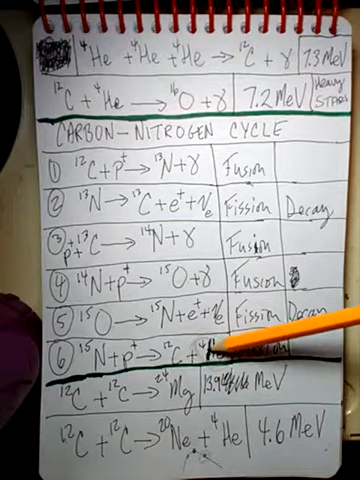 ⁴He + ⁴He + ⁴He → ¹²C + γ 7.3 MeV
¹²C + ⁴He → ¹⁶O + γ 7.2 MeV Heavy STARS
CARBON-NITROGEN CYCLE
① ¹²C + p⁺ → ¹³N + γ Fusion
② ¹³N → ¹³C + e⁺ + νe Fission Decay
③ p⁺ + ¹³C → ¹⁴N + γ Fusion
④ ¹⁴N + p⁺ → ¹⁵O + γ Fusion
⑤ ¹⁵O → ¹⁵N + e⁺ + νe Fission Decay
⑥ ¹⁵N + p⁺ → ¹²C + ⁴He
¹²C + ¹²C → ²⁴Mg MeV
¹²C + ¹²C → ²⁰Ne + ⁴He 4.6 MeV